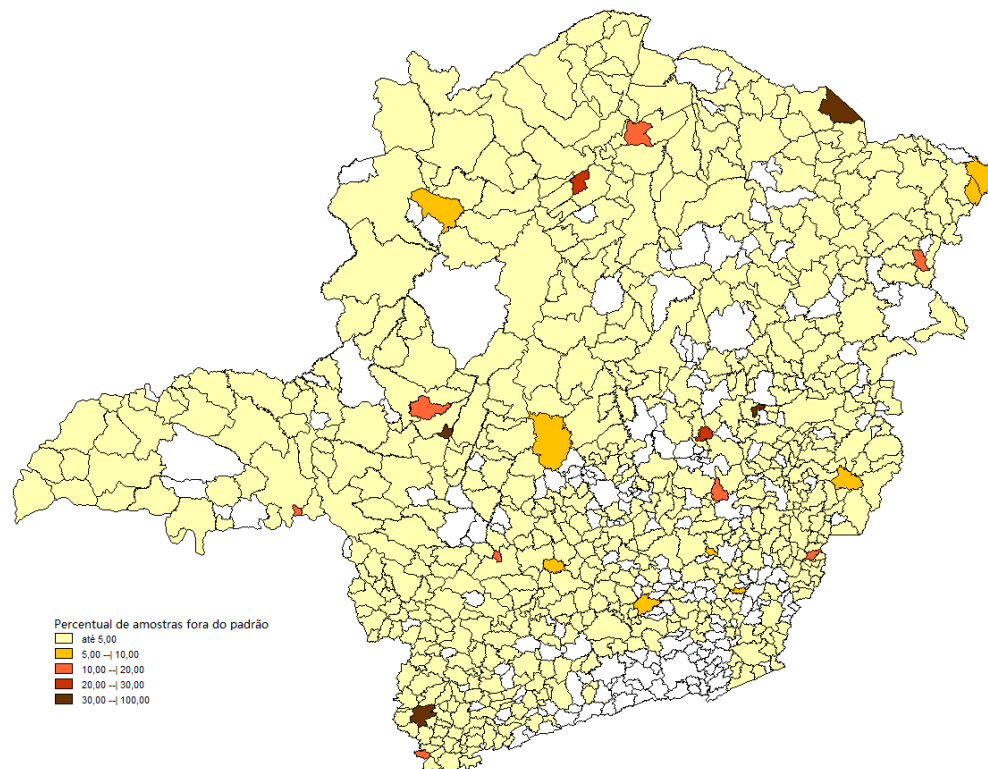 Percentual de amostras fora do padrão
até 5,00
5,00 --| 10,00
10,00 --| 20,00
20,00 --| 30,00
30,00 --| 100,00